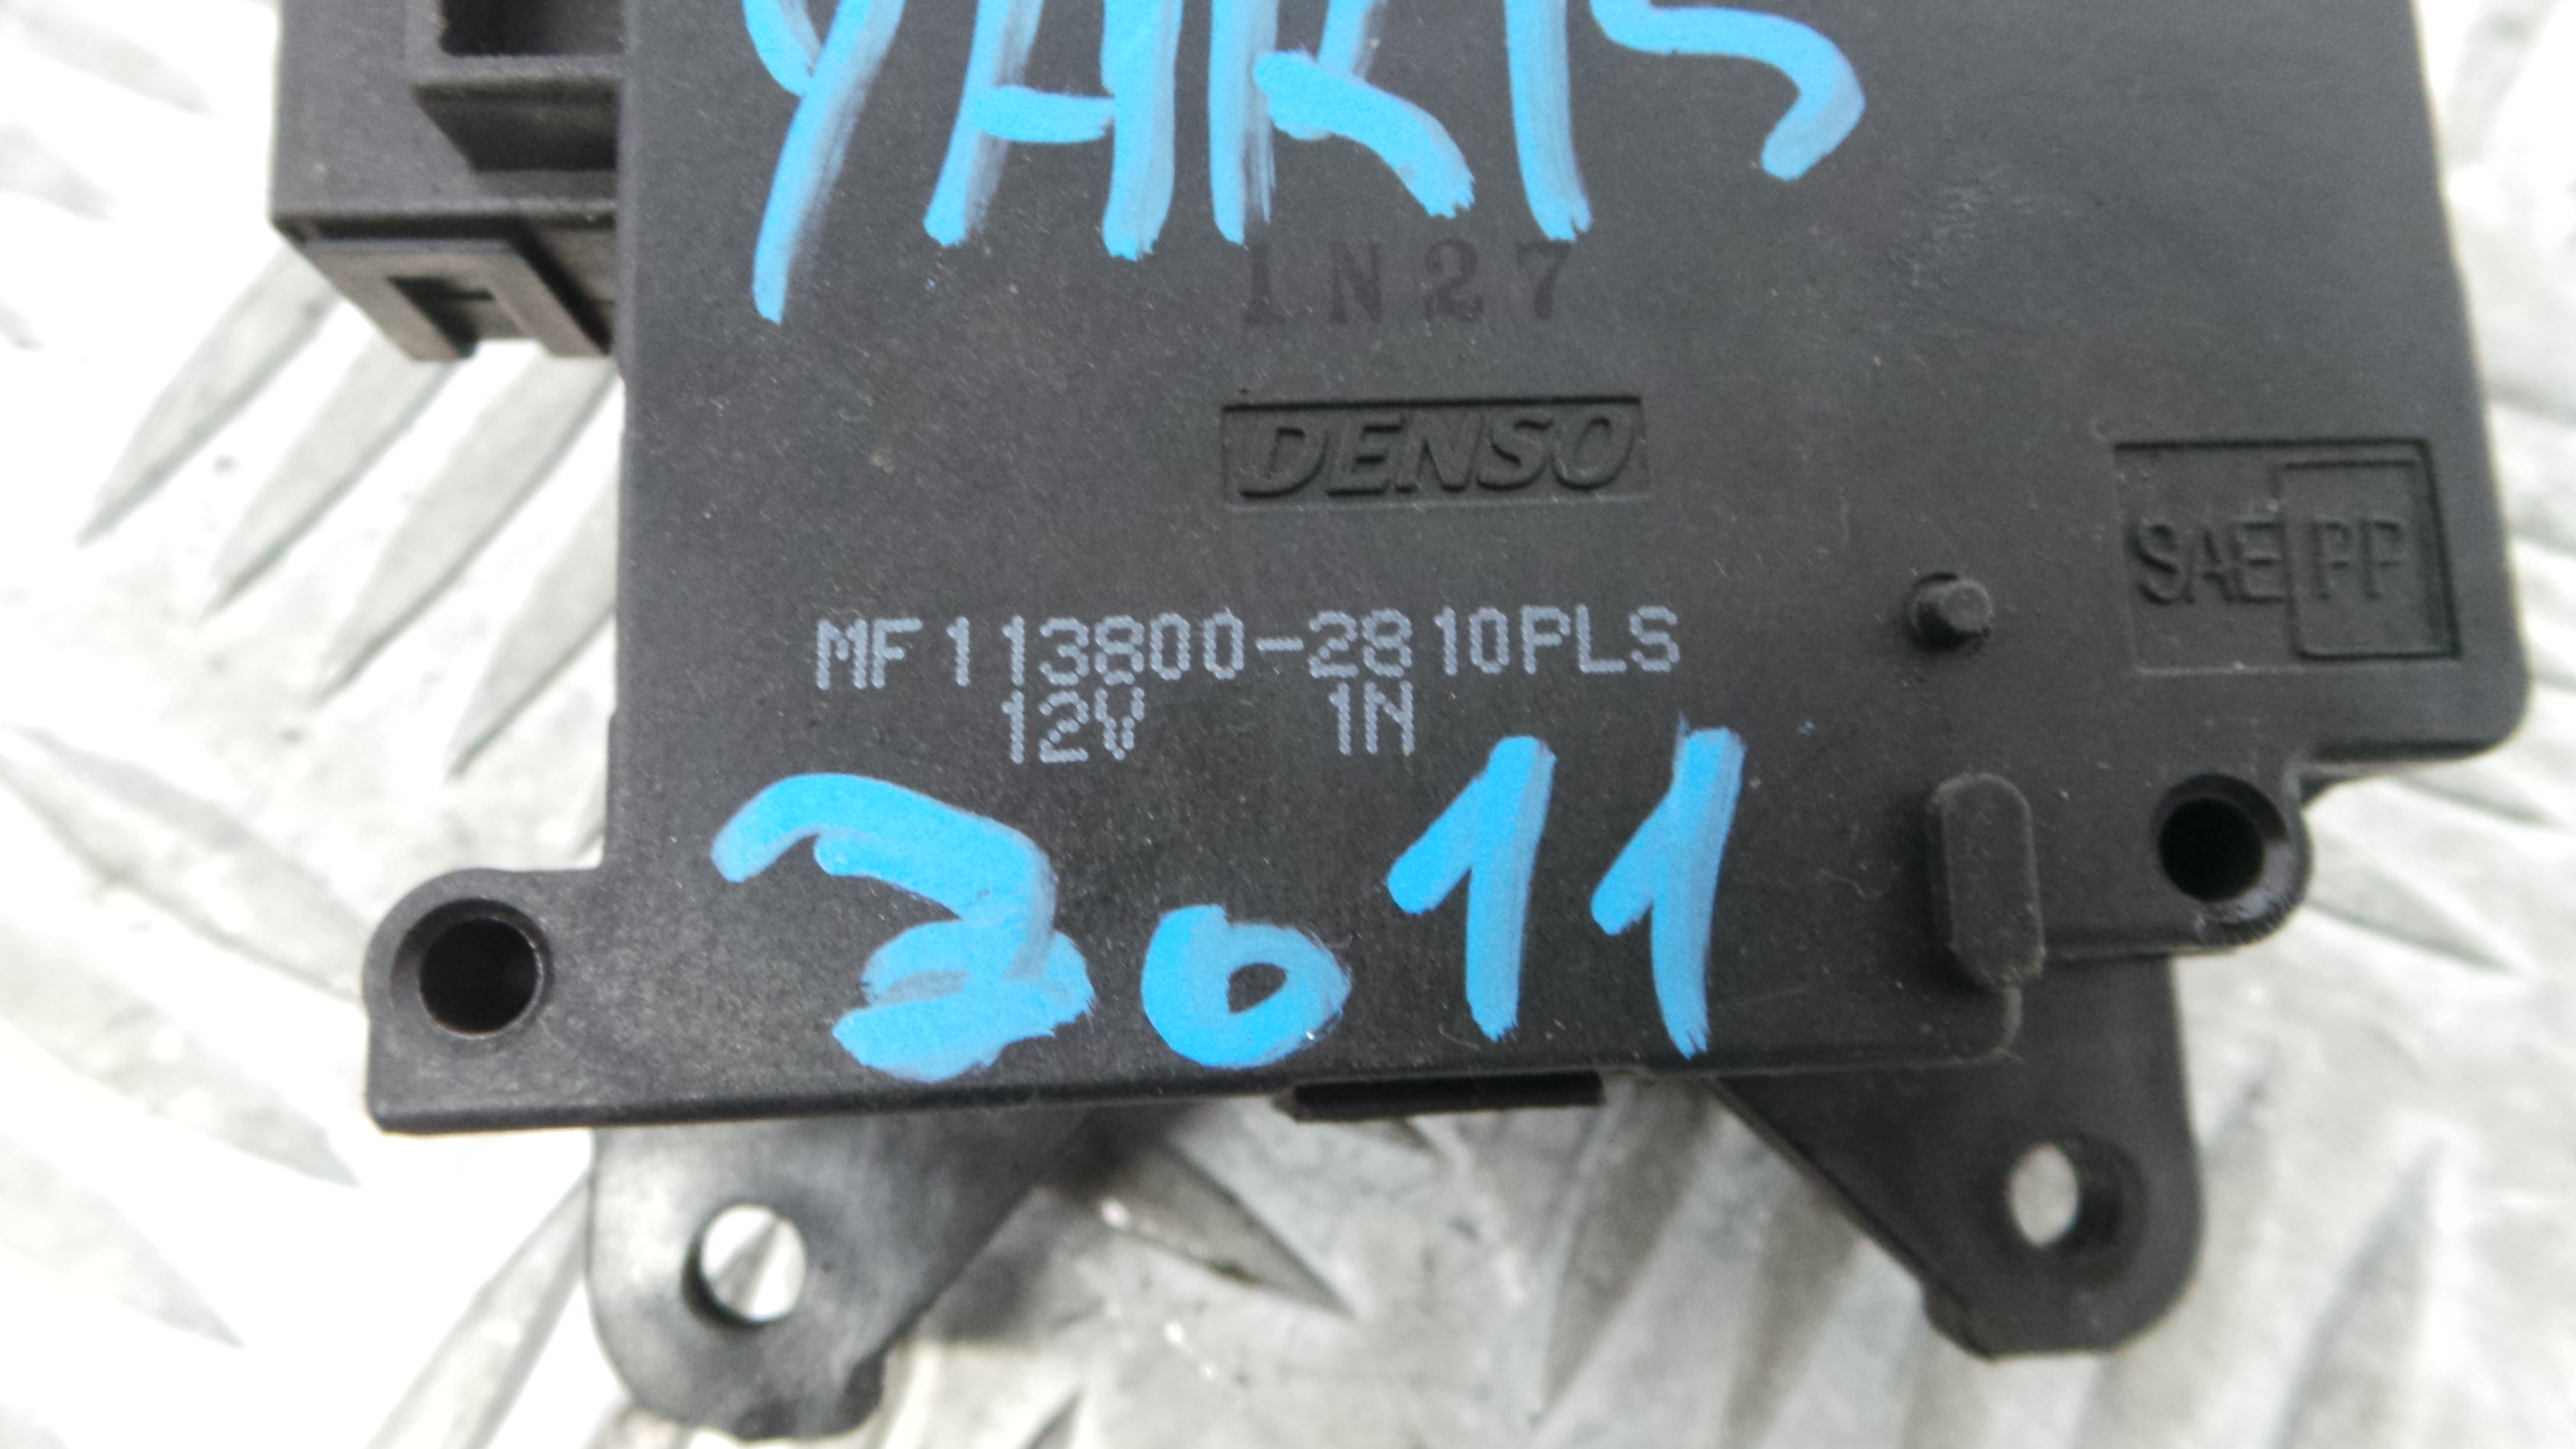 YARIS
1N27
DENSO
SAE PP
MF113800-2810PLS
12V 1N
2011